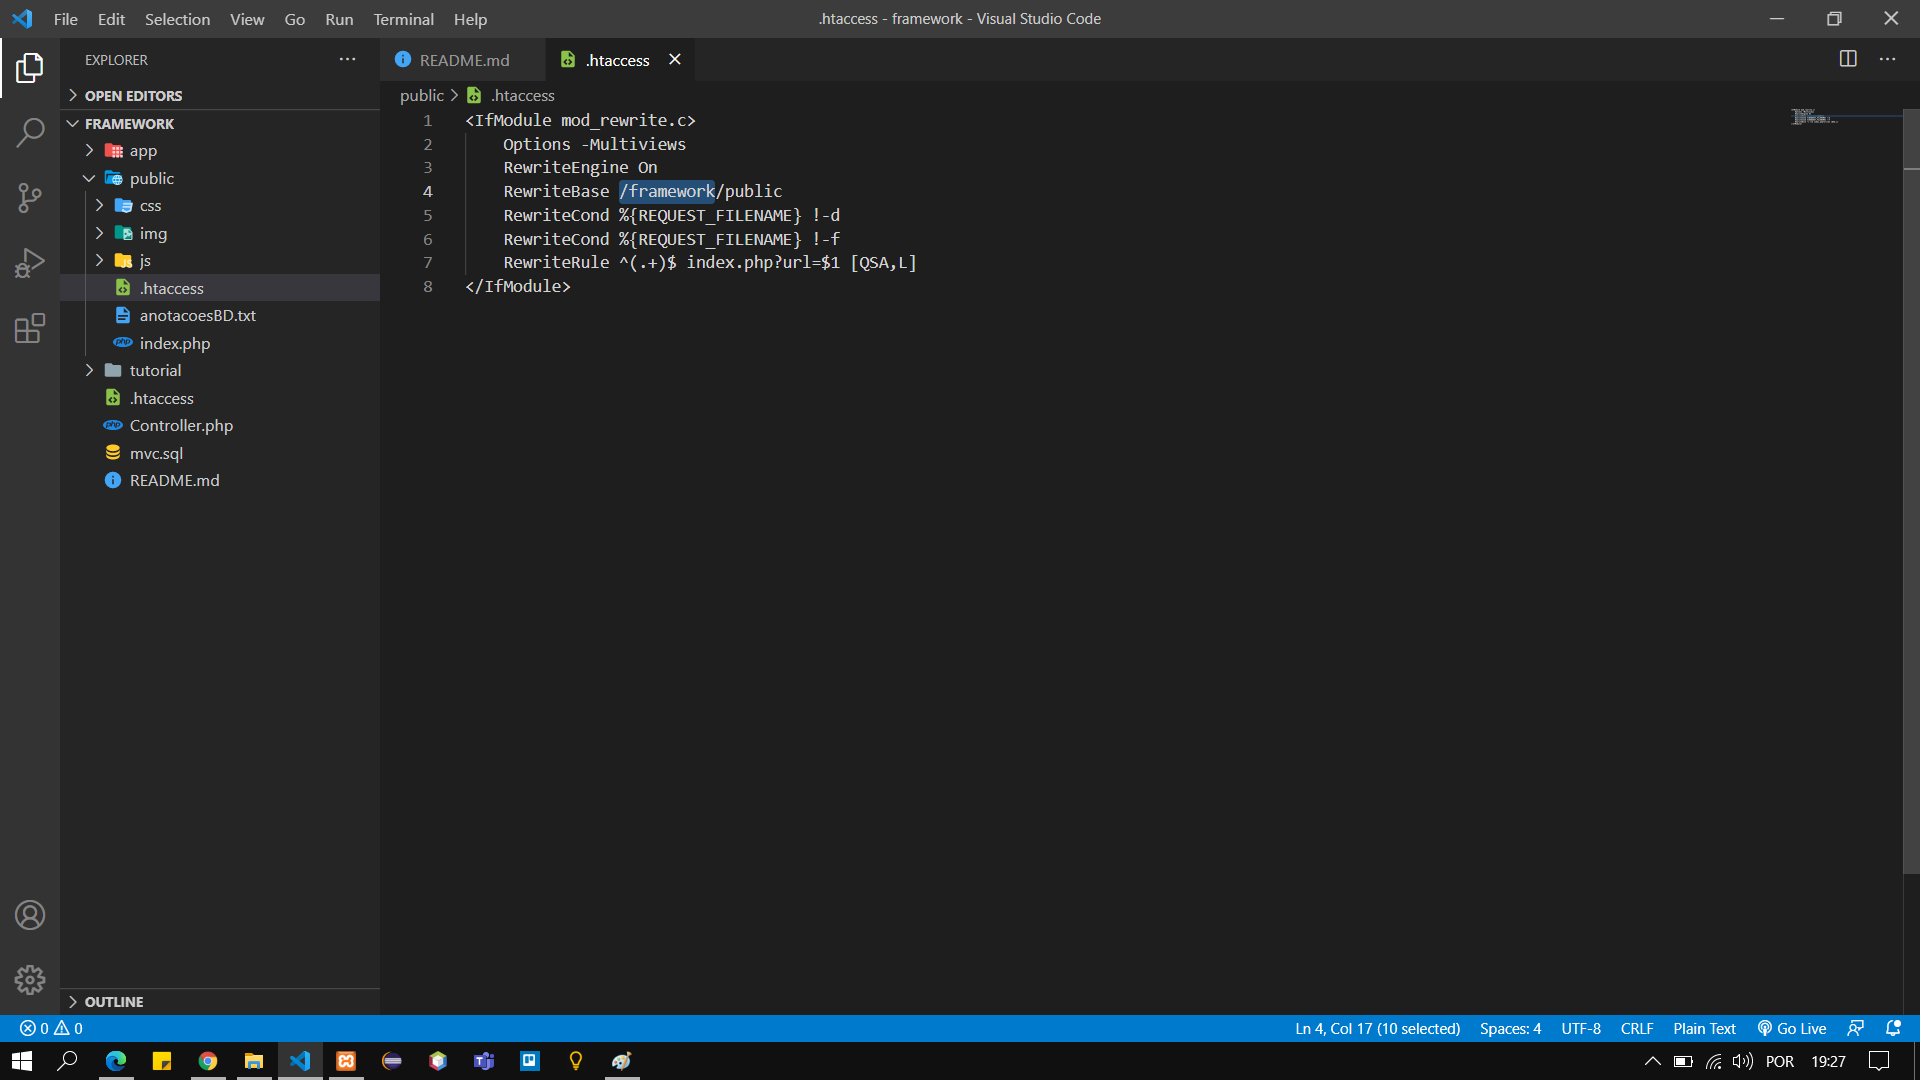 File Edit Selection View Go Run Terminal Help
.htaccess - framework - Visual Studio Code
EXPLORER
OPEN EDITORS
FRAMEWORK
app
public
css
img
js
.htaccess
anotacoesBD.txt
index.php
tutorial
.htaccess
Controller.php
mvc.sql
README.md
OUTLINE
README.md
.htaccess
public > .htaccess
1 <IfModule mod_rewrite.c>
2 Options -Multiviews
3 RewriteEngine On
4 RewriteBase /framework/public
5 RewriteCond %{REQUEST_FILENAME} !-d
6 RewriteCond %{REQUEST_FILENAME} !-f
7 RewriteRule ^(.+)$ index.php?url=$1 [QSA,L]
8 </IfModule>
0 0
Ln 4, Col 17 (10 selected) Spaces: 4 UTF-8 CRLF Plain Text Go Live
POR 19:27